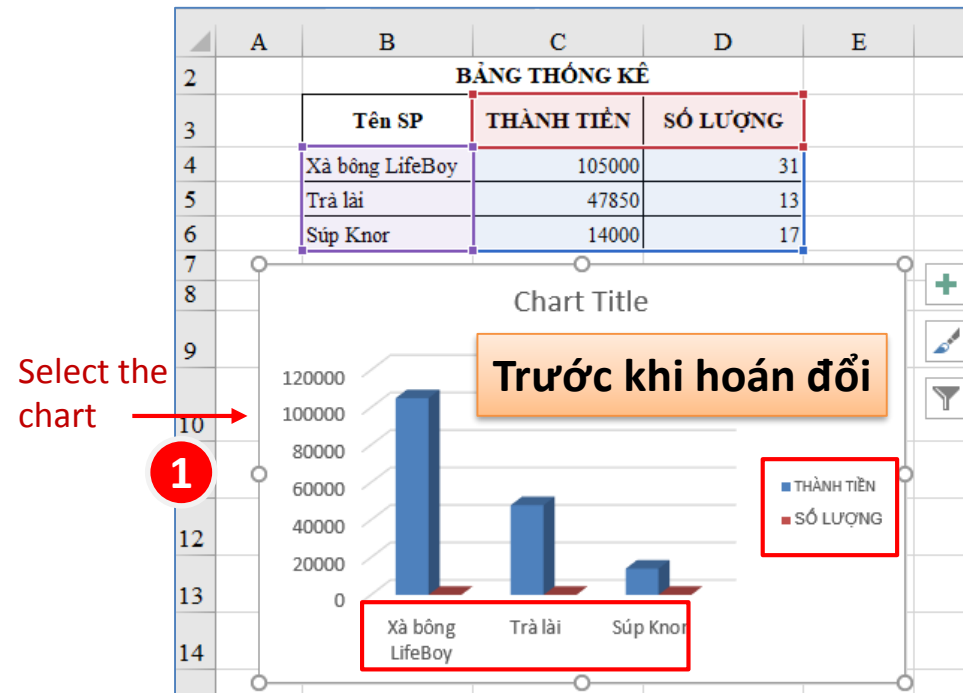 A B C D E
2 BẢNG THỐNG KÊ
3 Tên SP THÀNH TIỀN SỐ LƯỢNG
4 Xà bông LifeBoy 105000 31
5 Trà lài 47850 13
6 Súp Knor 14000 17
7
8 Chart Title
9 Trước khi hoán đổi
Select the
chart
10
1
12
13
14
120000
100000
80000
60000
40000
20000
0
THÀNH TIỀN
SỐ LƯỢNG
Xà bông
LifeBoy
Trà lài
Súp Knor